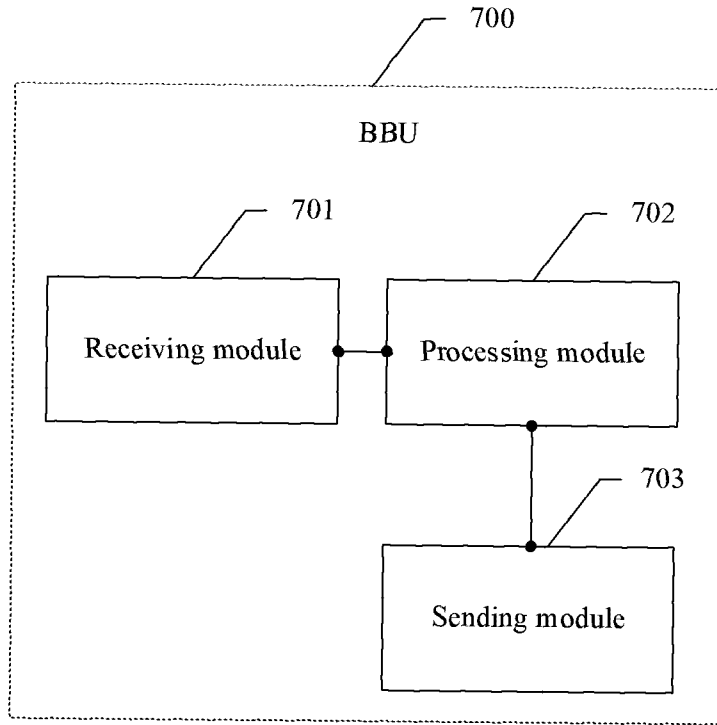 700
BBU
701
702
Receiving module
Processing module
703
Sending module